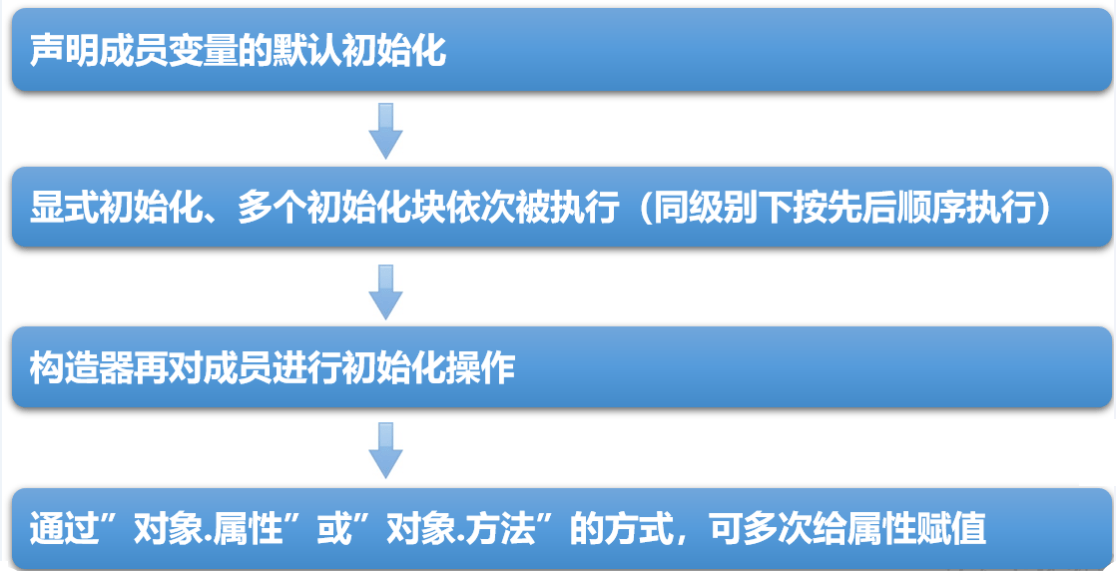 声明成员变量的默认初始化
显式初始化、多个初始化块依次被执行（同级别下按先后顺序执行）
构造器再对成员进行初始化操作
通过”对象.属性”或”对象.方法”的方式，可多次给属性赋值